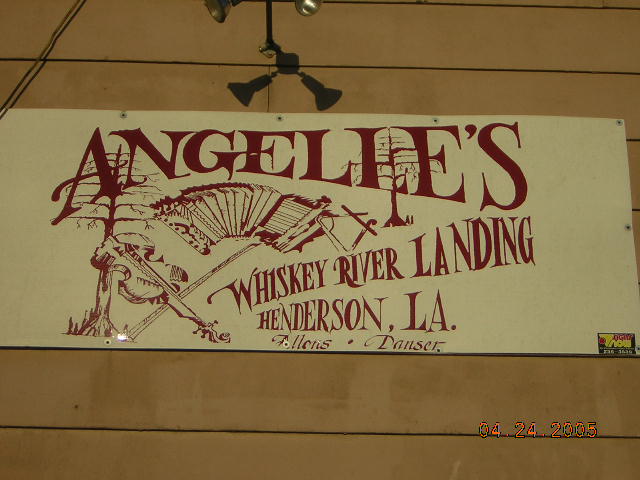 ANGELLE'S
WHISKEY RIVER LANDING
HENDERSON, LA.
Allons • Danser
04.24.2005